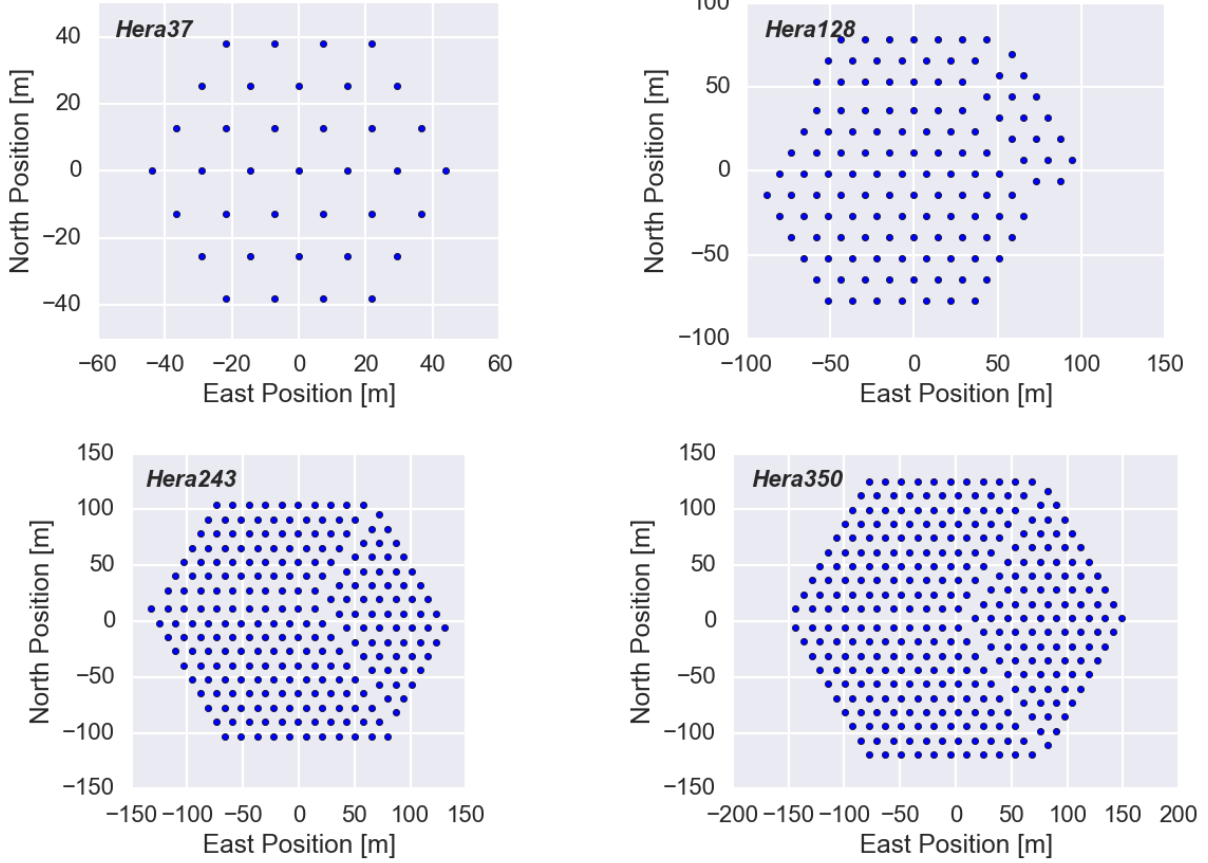 Hera37
40
20
0
−20
−40
−60 −40 −20 0 20 40 60
East Position [m]
North Position [m]
Hera128
100
50
0
−50
−100
−100 −50 0 50 100 150
East Position [m]
North Position [m]
Hera243
150
100
50
0
−50
−100
−150
−150 −100 −50 0 50 100 150
East Position [m]
North Position [m]
Hera350
150
100
50
0
−50
−100
−150
−200 −150 −100 −50 0 50 100 150 200
East Position [m]
North Position [m]